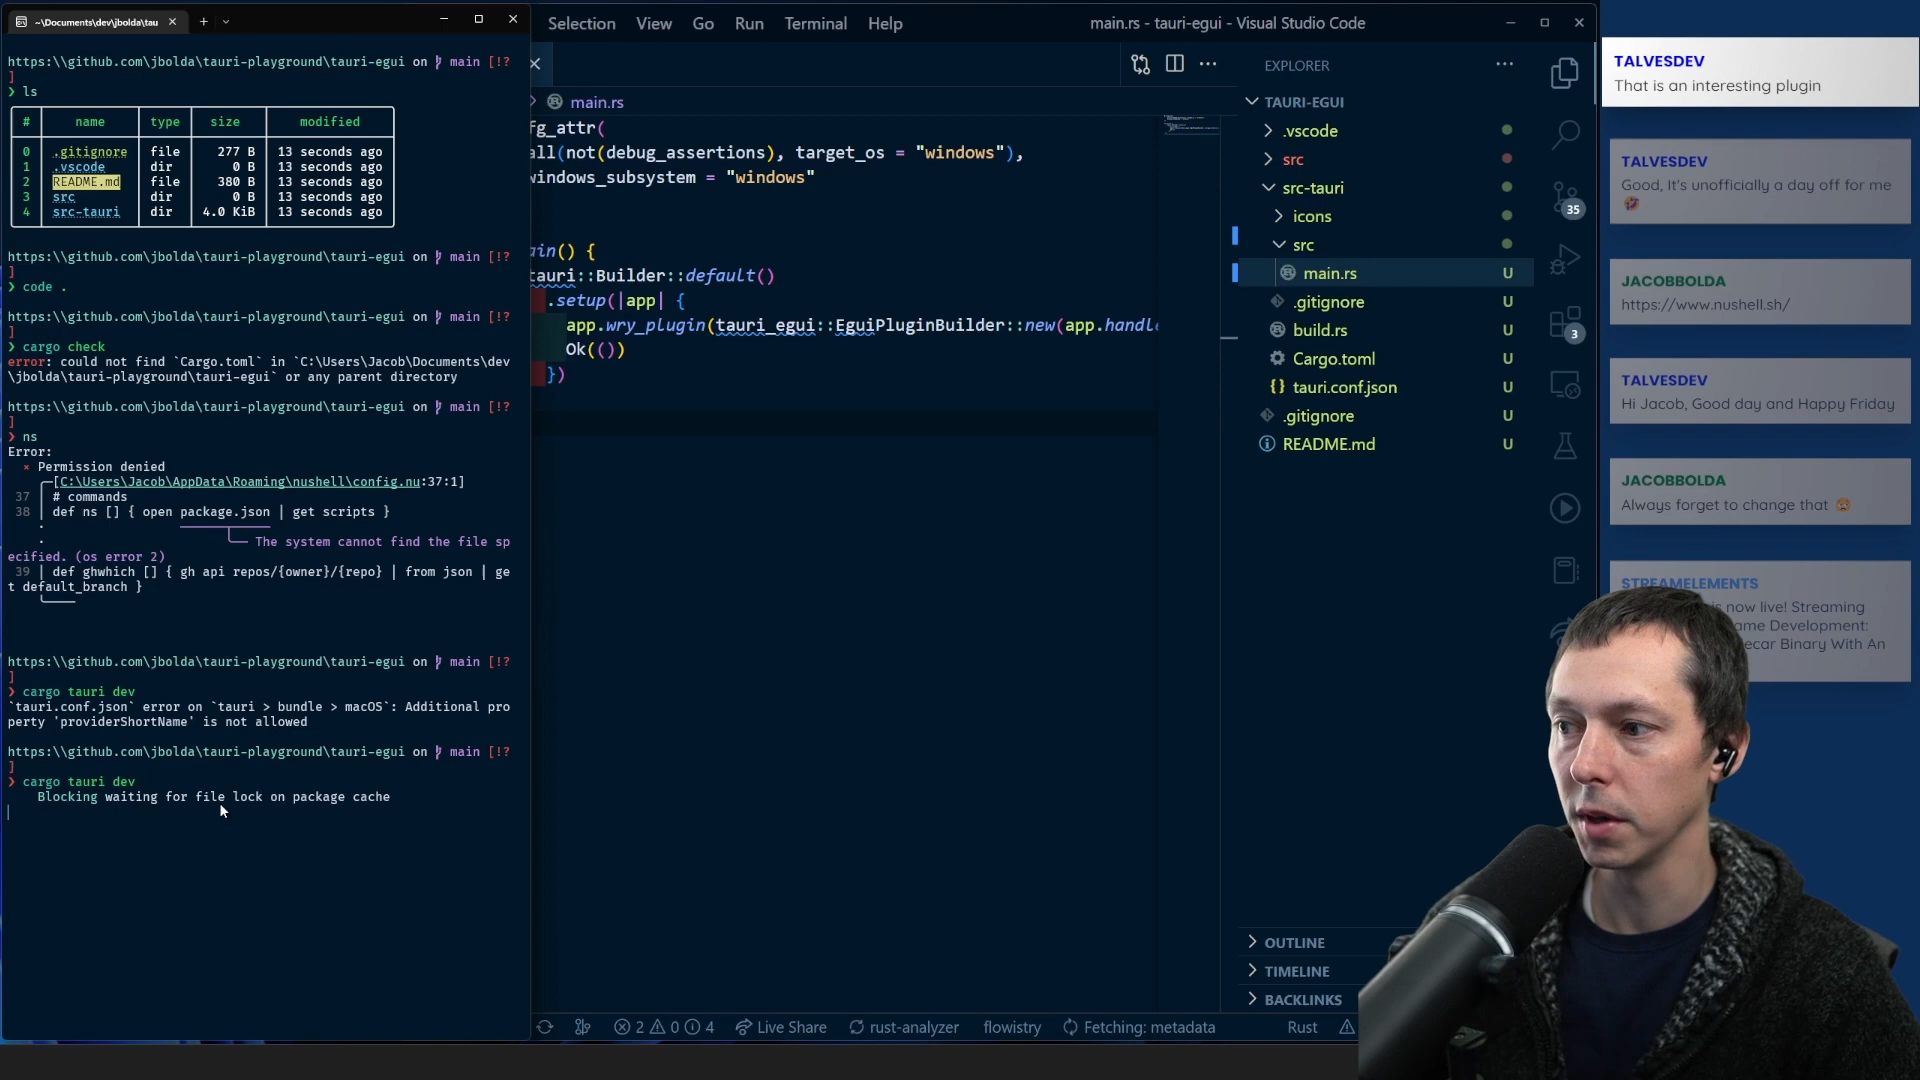 ~\Documents\dev\jbolda\tau
https:\\github.com\jbolda\tauri-playground\tauri-egui on main [!?
]
❯ ls
# name type size modified
0 .gitignore file 277 B 13 seconds ago
1 .vscode dir 0 B 13 seconds ago
2 README.md file 380 B 13 seconds ago
3 src dir 0 B 13 seconds ago
4 src-tauri dir 4.0 KiB 13 seconds ago
https:\\github.com\jbolda\tauri-playground\tauri-egui on main [!?
]
❯ code .
https:\\github.com\jbolda\tauri-playground\tauri-egui on main [!?
]
❯ cargo check
error: could not find `Cargo.toml` in `C:\Users\Jacob\Documents\dev
\jbolda\tauri-playground\tauri-egui` or any parent directory
https:\\github.com\jbolda\tauri-playground\tauri-egui on main [!?
]
❯ ns
Error:
× Permission denied
[C:\Users\Jacob\AppData\Roaming\nushell\config.nu:37:1]
37 │ # commands
38 │ def ns [] { open package.json | get scripts }
· The system cannot find the file sp
ecified. (os error 2)
39 │ def ghwhich [] { gh api repos/{owner}/{repo} | from json | ge
t default_branch }
https:\\github.com\jbolda\tauri-playground\tauri-egui on main [!?
]
❯ cargo tauri dev
`tauri.conf.json` error on `tauri > bundle > macOS`: Additional pro
perty 'providerShortName' is not allowed
https:\\github.com\jbolda\tauri-playground\tauri-egui on main [!?
]
❯ cargo tauri dev
Blocking waiting for file lock on package cache
Selection View Go Run Terminal Help main.rs - tauri-egui - Visual Studio Code
main.rs
fg_attr(
all(not(debug_assertions), target_os = "windows"),
windows_subsystem = "windows"
ain() {
tauri::Builder::default()
.setup(|app| {
app.wry_plugin(tauri_egui::EguiPluginBuilder::new(app.handle
Ok(())
})
EXPLORER
TAURI-EGUI
.vscode
src
src-tauri
icons
src
main.rs U
.gitignore U
build.rs U
Cargo.toml U
tauri.conf.json U
.gitignore U
README.md U
35
3
OUTLINE
TIMELINE
BACKLINKS
2 0 4 Live Share rust-analyzer flowistry Fetching: metadata Rust
TALVESDEV
That is an interesting plugin
TALVESDEV
Good, It's unofficially a day off for me
JACOBBOLDA
https://www.nushell.sh/
TALVESDEV
Hi Jacob, Good day and Happy Friday
JACOBBOLDA
Always forget to change that
STREAMELEMENTS
is now live! Streaming
ame Development:
ecar Binary With An